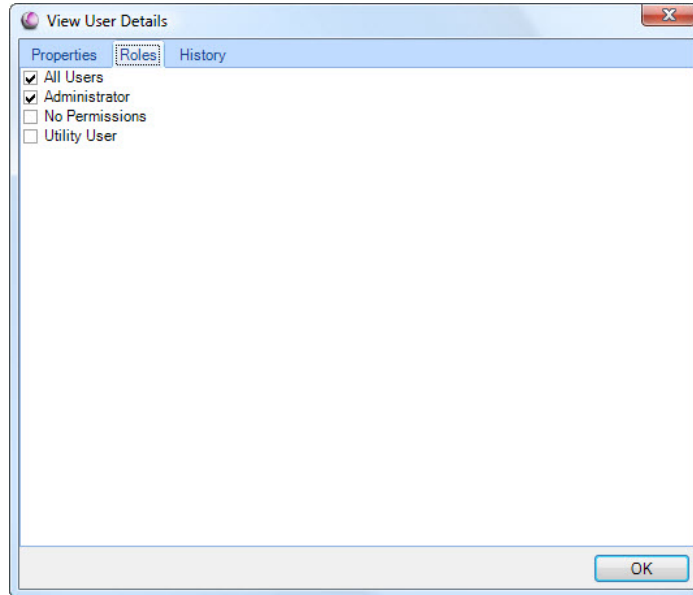 View User Details
Properties Roles History
All Users
Administrator
No Permissions
Utility User
OK